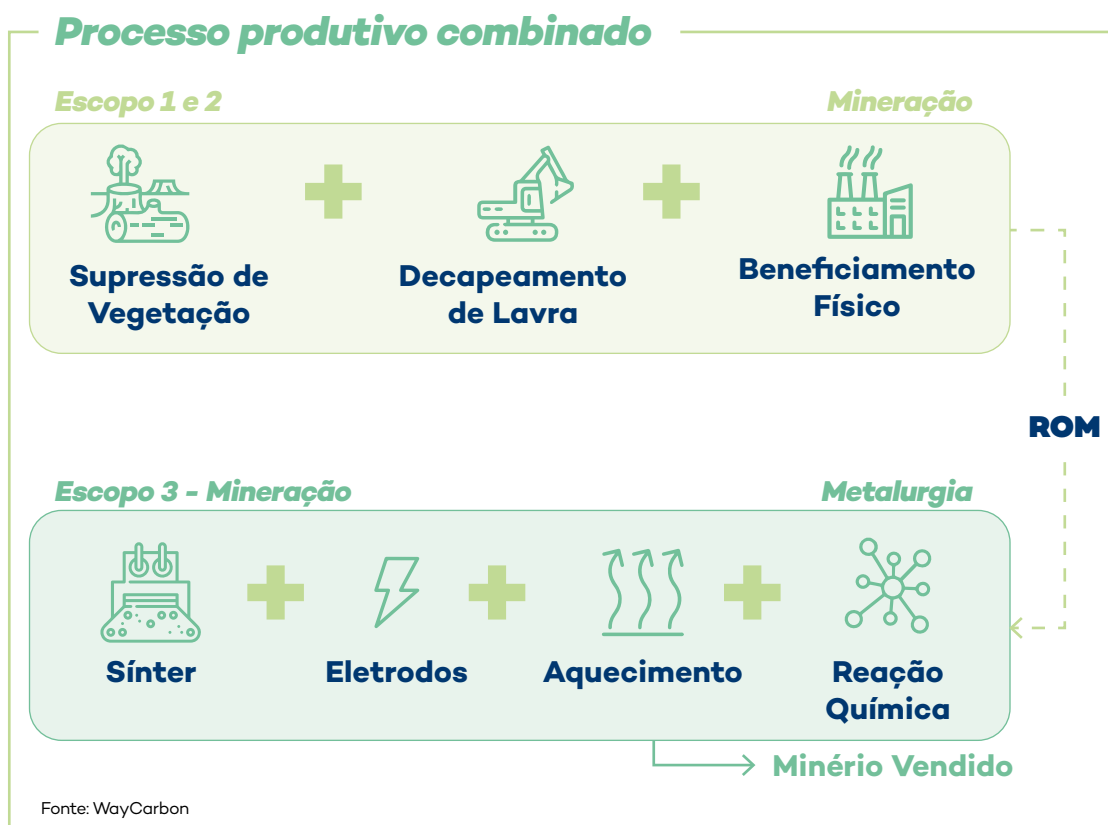 Processo produtivo combinado
Escopo 1 e 2
Mineração
Supressão de
Vegetação
Decapeamento
de Lavra
Beneficiamento
Físico
ROM
Escopo 3 - Mineração
Metalurgia
Sínter
Eletrodos
Aquecimento
Reação
Química
Minério Vendido
Fonte: WayCarbon